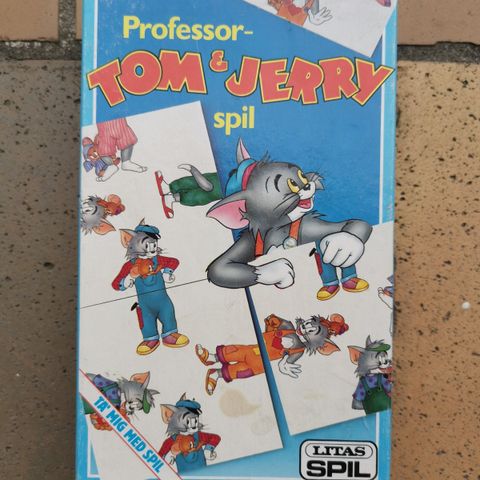 Professor-
TOM & JERRY
spil
TA' MIG MED SPIL
LITAS
SPIL